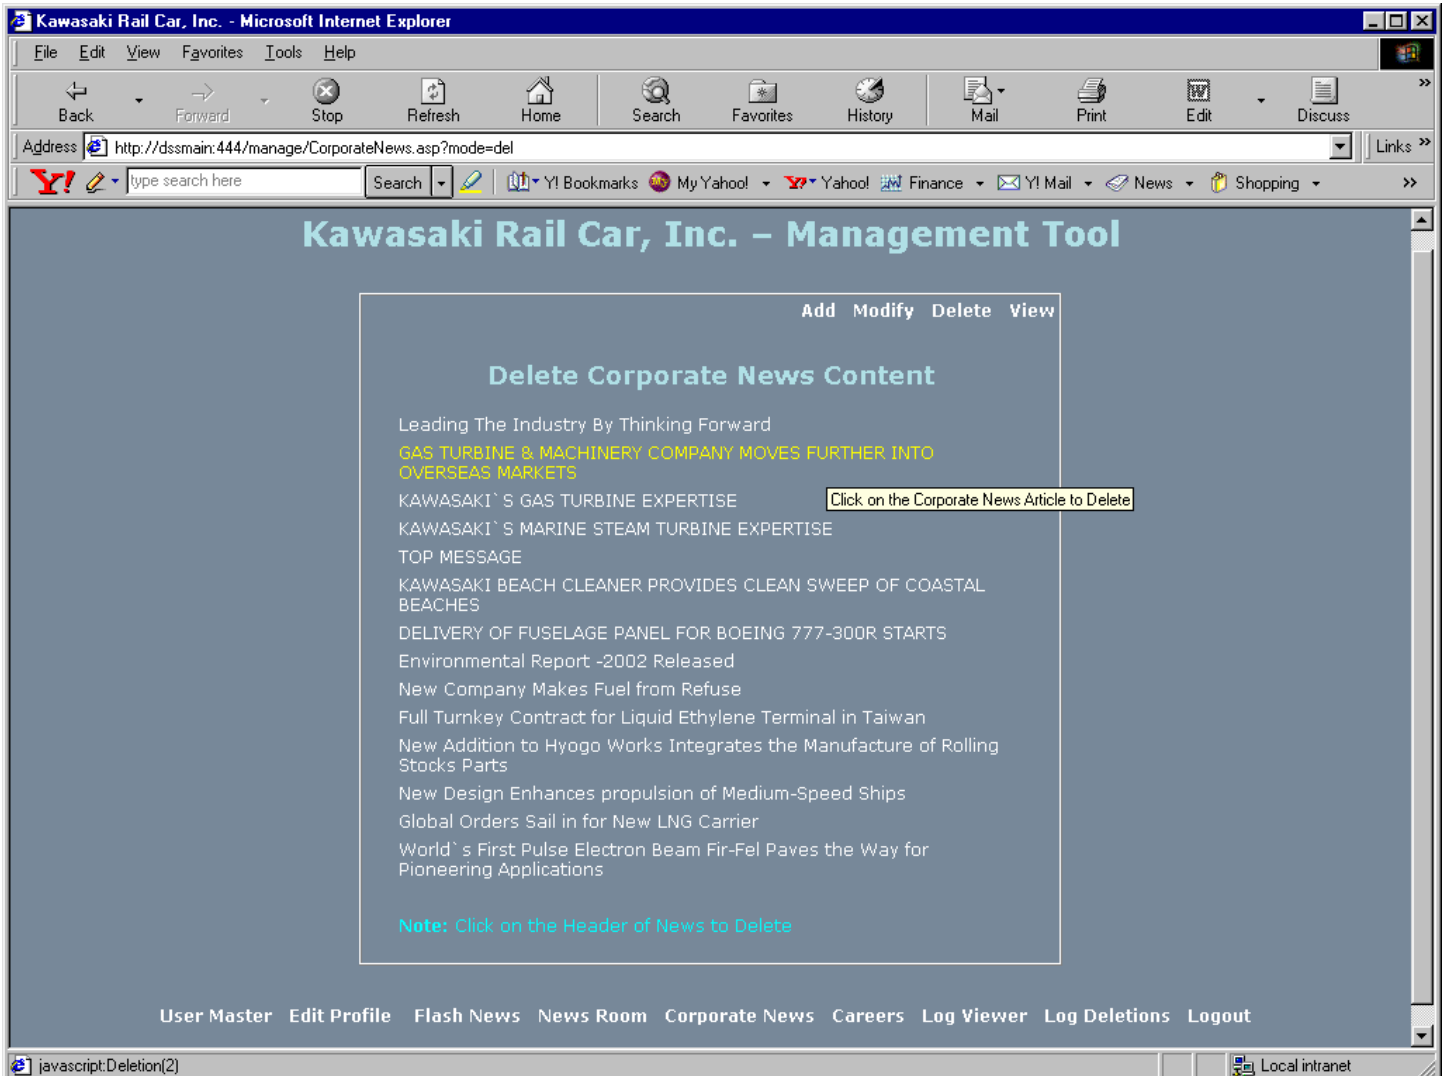 Kawasaki Rail Car, Inc. - Microsoft Internet Explorer
File Edit View Favorites Tools Help
Back Forward Stop Refresh Home Search Favorites History Mail Print Edit Discuss »
Address http://dssmain:444/manage/CorporateNews.asp?mode=del Links »
Y! type search here Search Y! Bookmarks My Yahoo! Yahoo! Finance Y! Mail News Shopping »
Kawasaki Rail Car, Inc. – Management Tool
Add Modify Delete View
Delete Corporate News Content
Leading The Industry By Thinking Forward
GAS TURBINE & MACHINERY COMPANY MOVES FURTHER INTO
OVERSEAS MARKETS
KAWASAKI`S GAS TURBINE EXPERTISE
Click on the Corporate News Article to Delete
KAWASAKI`S MARINE STEAM TURBINE EXPERTISE
TOP MESSAGE
KAWASAKI BEACH CLEANER PROVIDES CLEAN SWEEP OF COASTAL
BEACHES
DELIVERY OF FUSELAGE PANEL FOR BOEING 777-300R STARTS
Environmental Report -2002 Released
New Company Makes Fuel from Refuse
Full Turnkey Contract for Liquid Ethylene Terminal in Taiwan
New Addition to Hyogo Works Integrates the Manufacture of Rolling
Stocks Parts
New Design Enhances propulsion of Medium-Speed Ships
Global Orders Sail in for New LNG Carrier
World`s First Pulse Electron Beam Fir-Fel Paves the Way for
Pioneering Applications
Note: Click on the Header of News to Delete
User Master Edit Profile Flash News News Room Corporate News Careers Log Viewer Log Deletions Logout
javascript:Deletion(2) Local intranet